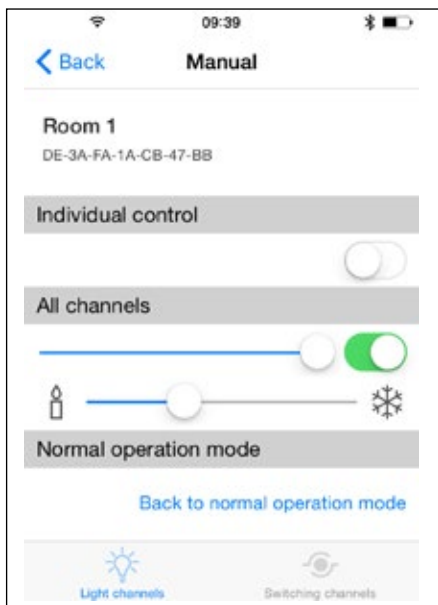 09:39
Back Manual
Room 1
DE-3A-FA-1A-CB-47-BB
Individual control
All channels
Normal operation mode
Back to normal operation mode
Light channels Switching channels